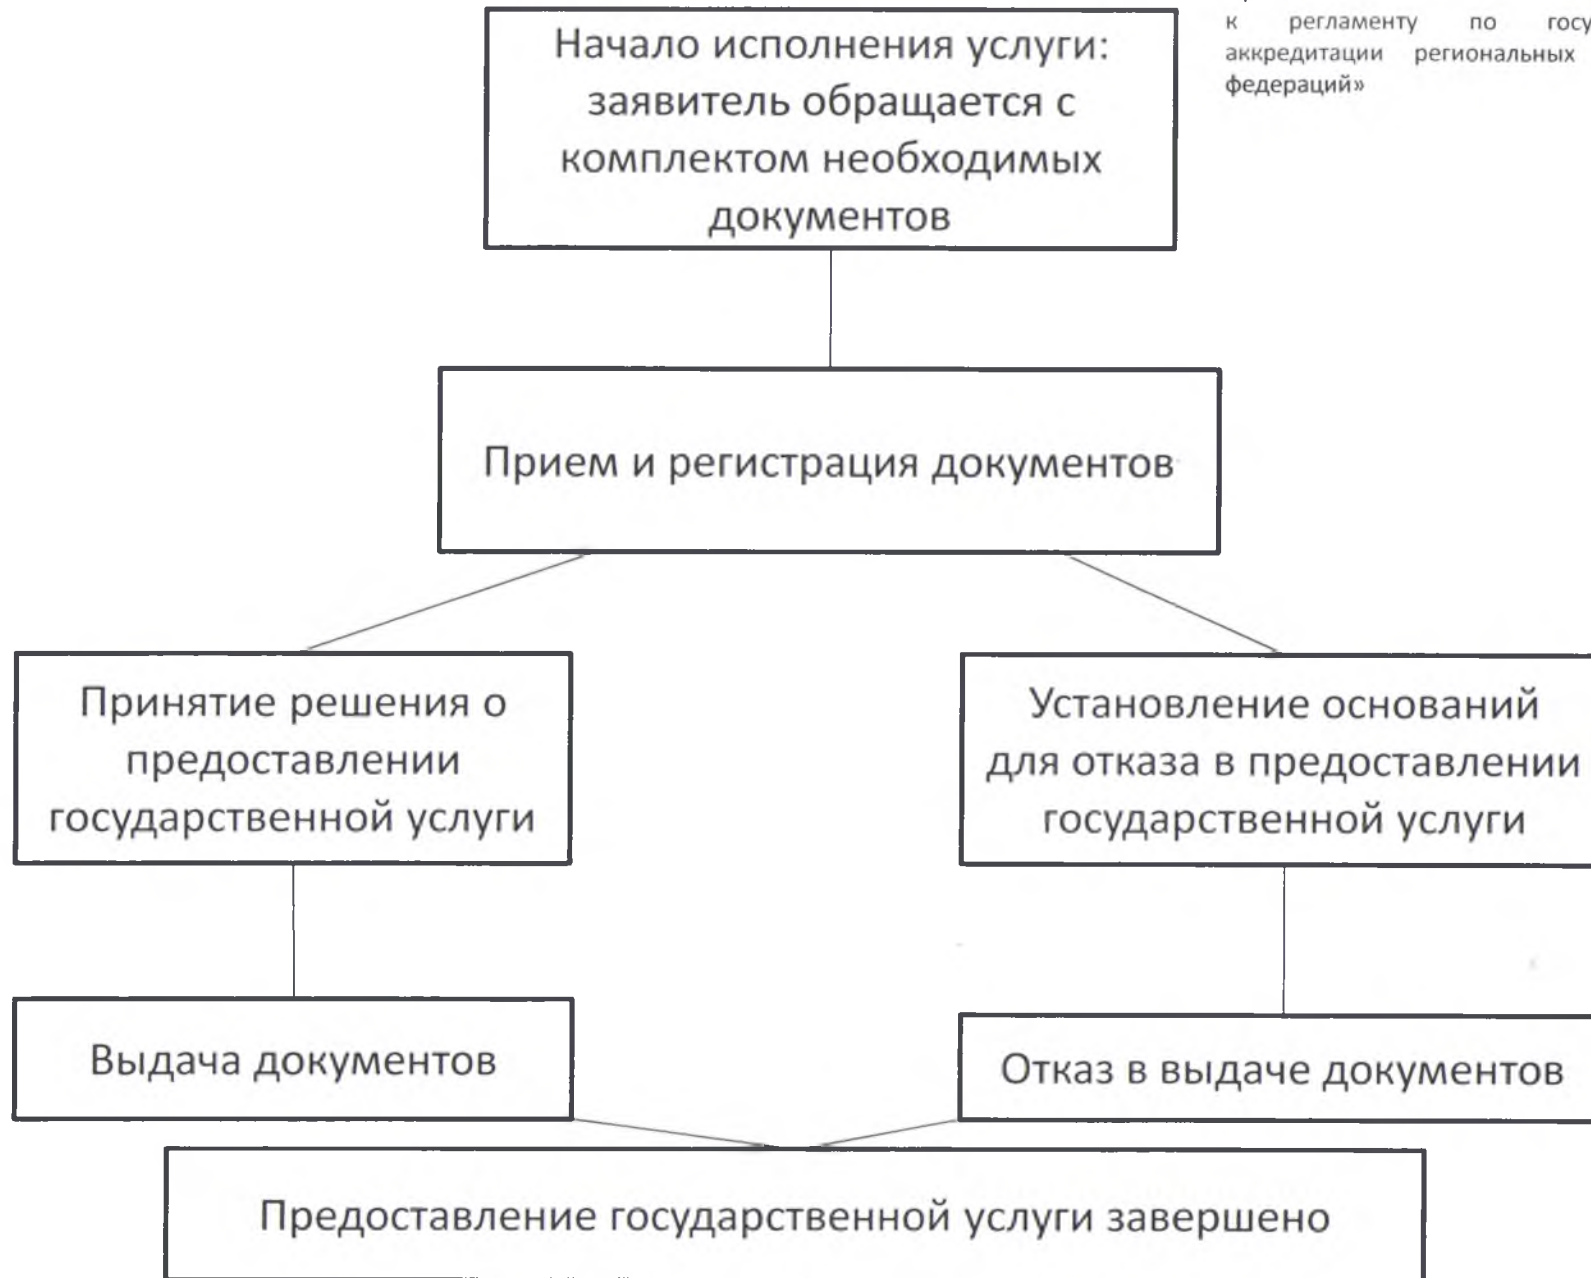 к регламенту по
аккредитации региональных
федераций»
Начало исполнения услуги:
заявитель обращается с
комплектом необходимых
документов
Прием и регистрация документов
Принятие решения о
предоставлении
государственной услуги
Установление оснований
для отказа в предоставлении
государственной услуги
Выдача документов
Отказ в выдаче документов
Предоставление государственной услуги завершено